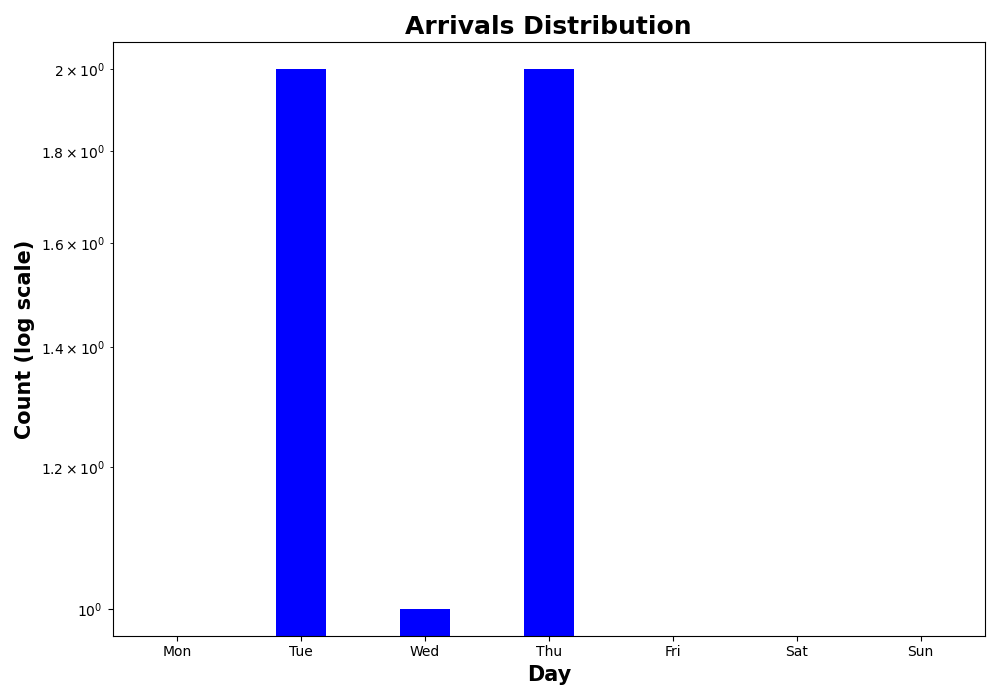 Arrivals Distribution
Count (log scale)
2 × 10⁰
1.8 × 10⁰
1.6 × 10⁰
1.4 × 10⁰
1.2 × 10⁰
10⁰
Mon Tue Wed Thu Fri Sat Sun
Day